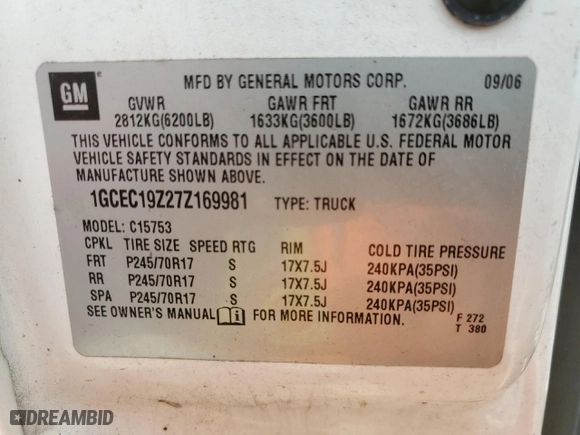 GM
MFD BY GENERAL MOTORS CORP. 09/06
GVWR GAWR FRT GAWR RR
2812KG(6200LB) 1633KG(3600LB) 1672KG(3686LB)
THIS VEHICLE CONFORMS TO ALL APPLICABLE U.S. FEDERAL MOTOR
VEHICLE SAFETY STANDARDS IN EFFECT ON THE DATE OF
MANUFACTURE SHOWN ABOVE.
1GCEC19Z27Z169981 TYPE: TRUCK
MODEL: C15753
CPKL TIRE SIZE SPEED RTG RIM COLD TIRE PRESSURE
FRT P245/70R17 S 17X7.5J 240KPA(35PSI)
RR P245/70R17 S 17X7.5J 240KPA(35PSI)
SPA P245/70R17 S 17X7.5J 240KPA(35PSI)
SEE OWNER'S MANUAL FOR MORE INFORMATION.
F 272
T 380
DREAMBID